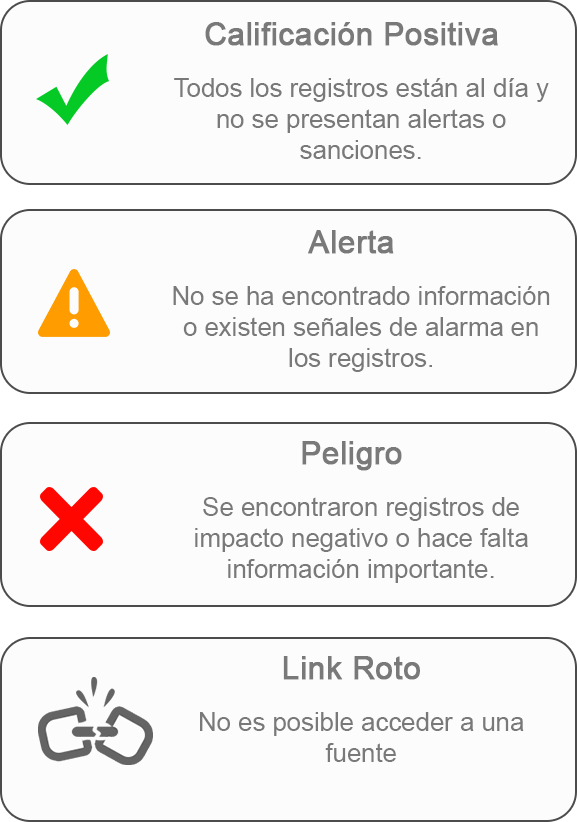 Calificación Positiva
Todos los registros están al día y
no se presentan alertas o
sanciones.
Alerta
No se ha encontrado información
o existen señales de alarma en
los registros.
Peligro
Se encontraron registros de
impacto negativo o hace falta
información importante.
Link Roto
No es posible acceder a una
fuente